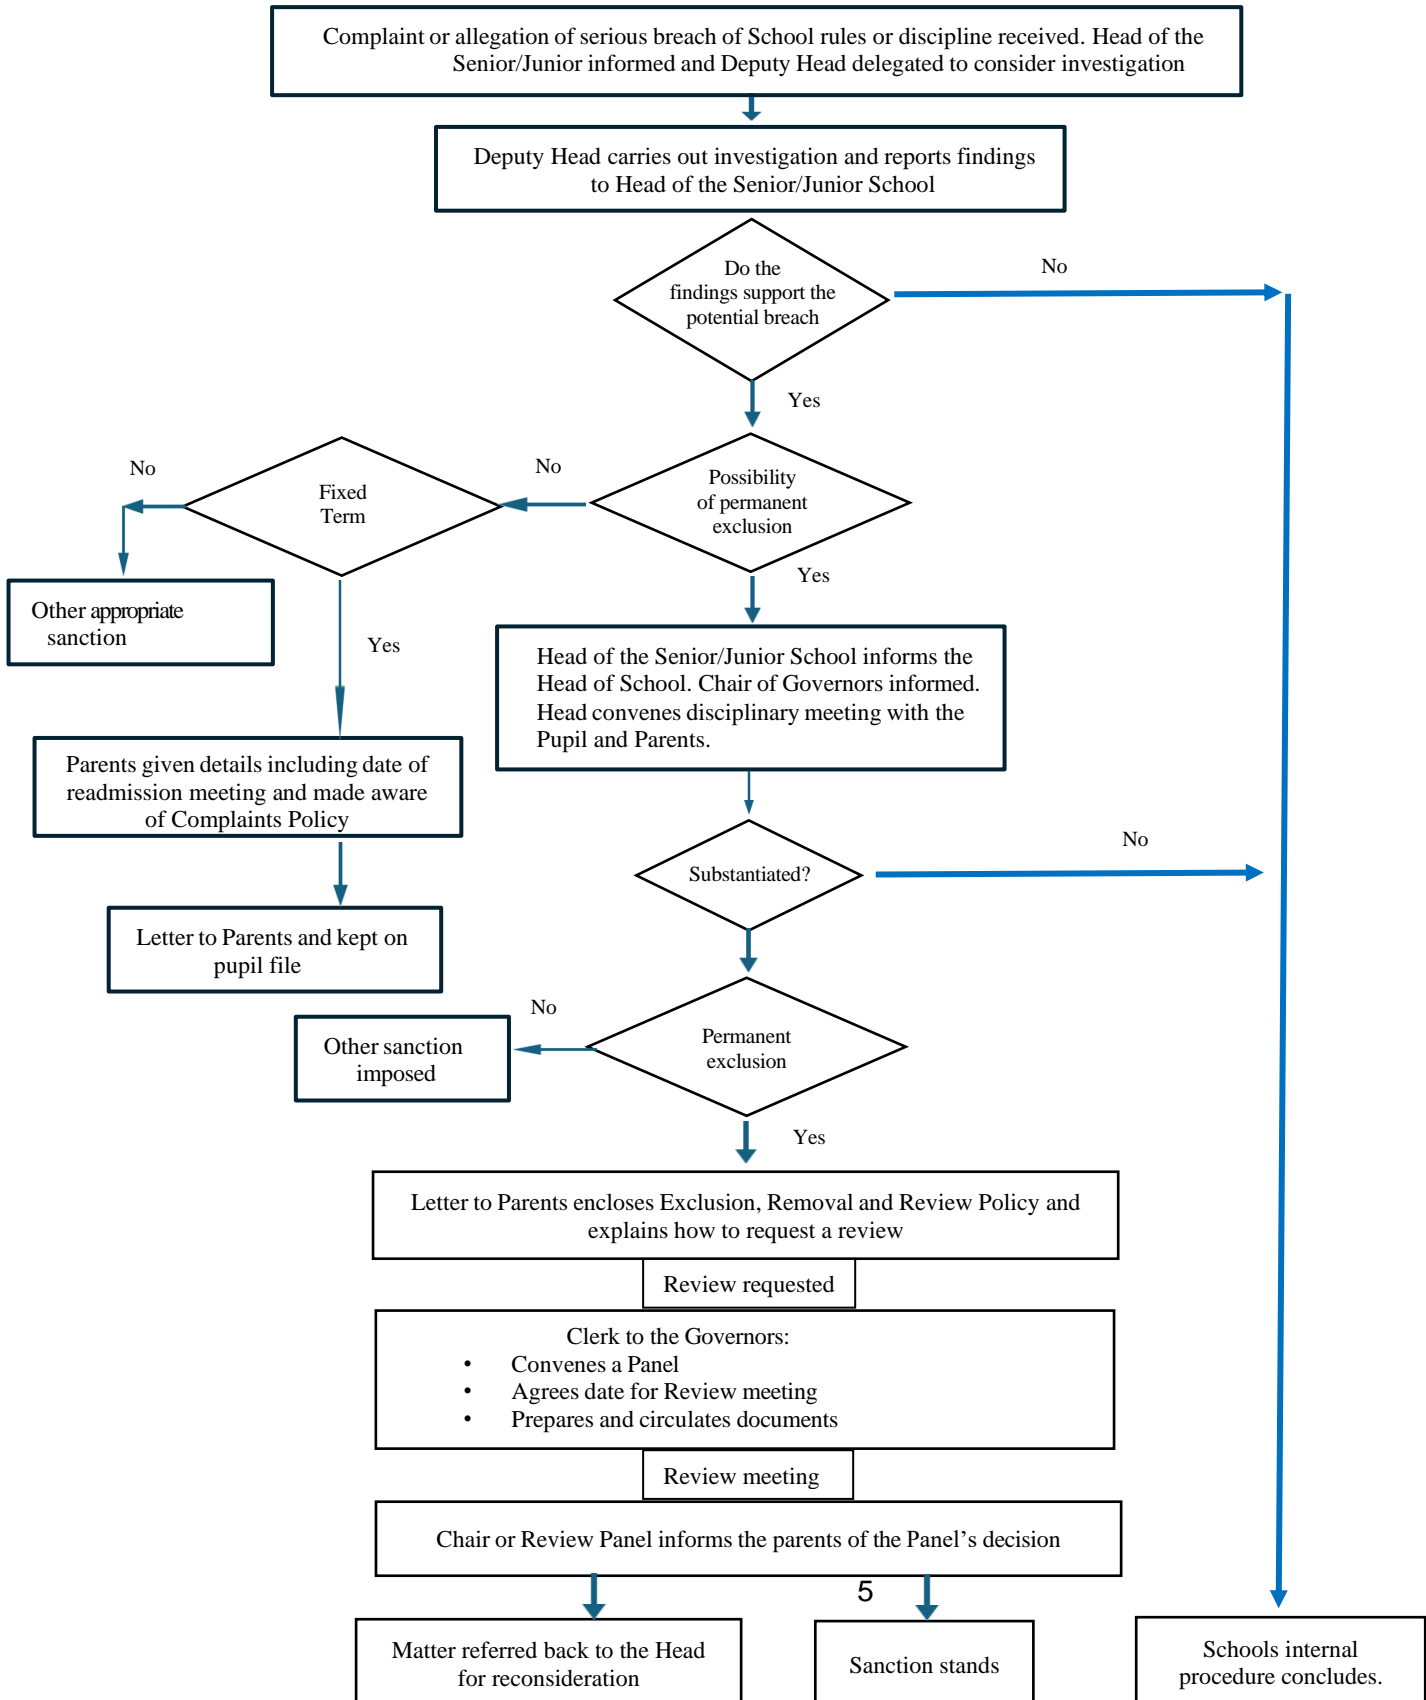 Complaint or allegation of serious breach of School rules or discipline received. Head of the
Senior/Junior informed and Deputy Head delegated to consider investigation
Deputy Head carries out investigation and reports findings
to Head of the Senior/Junior School
Do the
findings support the
potential breach
No
Yes
Possibility
of permanent
exclusion
No
Fixed
Term
No
Other appropriate
sanction
Yes
Yes
Head of the Senior/Junior School informs the
Head of School. Chair of Governors informed.
Head convenes disciplinary meeting with the
Pupil and Parents.
Parents given details including date of
readmission meeting and made aware
of Complaints Policy
Letter to Parents and kept on
pupil file
Substantiated?
No
Permanent
exclusion
No
Other sanction
imposed
Yes
Letter to Parents encloses Exclusion, Removal and Review Policy and
explains how to request a review
Review requested
Clerk to the Governors:
• Convenes a Panel
• Agrees date for Review meeting
• Prepares and circulates documents
Review meeting
Chair or Review Panel informs the parents of the Panel’s decision
5
Matter referred back to the Head
for reconsideration
Sanction stands
Schools internal
procedure concludes.